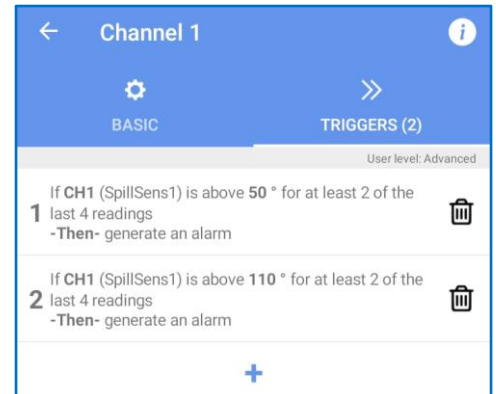 Channel 1
i
BASIC
TRIGGERS (2)
User level: Advanced
If CH1 (SpillSens1) is above 50 ° for at least 2 of the
1 last 4 readings
-Then- generate an alarm
If CH1 (SpillSens1) is above 110 ° for at least 2 of the
2 last 4 readings
-Then- generate an alarm
+